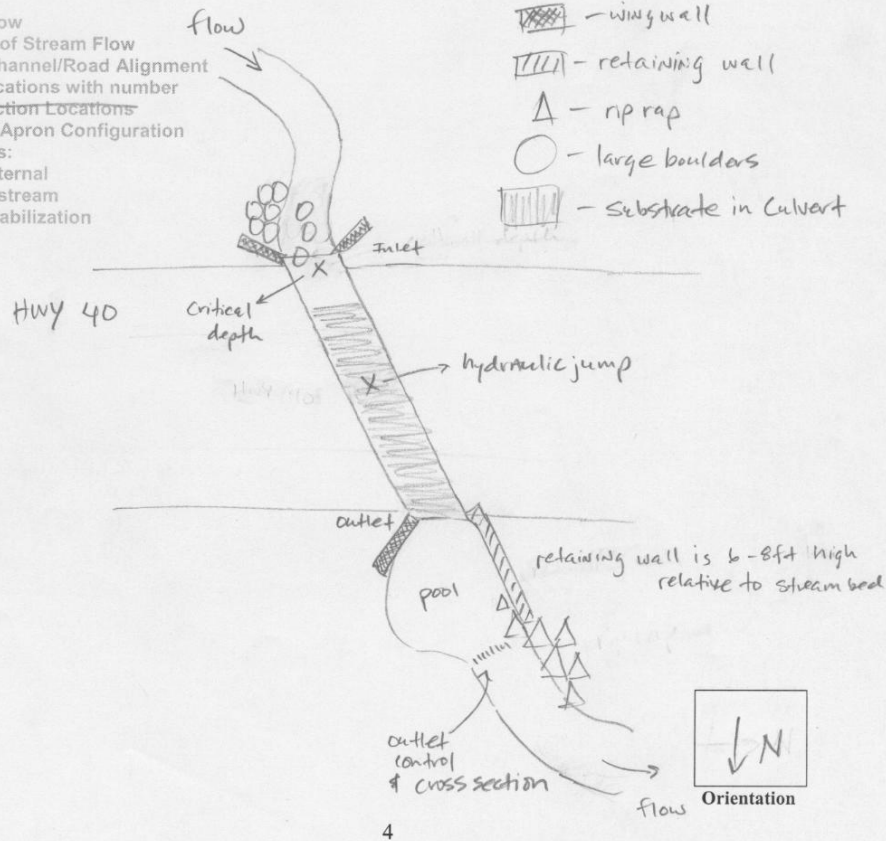 ow
of Stream Flow
hannel/Road Alignment
cations with number
ction Locations
Apron Configuration
s:
ternal
stream
abilization
flow
- wingwall
- retaining wall
- rip rap
- large boulders
- Substrate in Culvert
Inlet
HWY 40
Critical
depth
hydraulic jump
outlet
retaining wall is 6-8ft high
relative to stream bed
pool
outlet
control
& cross section
flow
N
Orientation
4